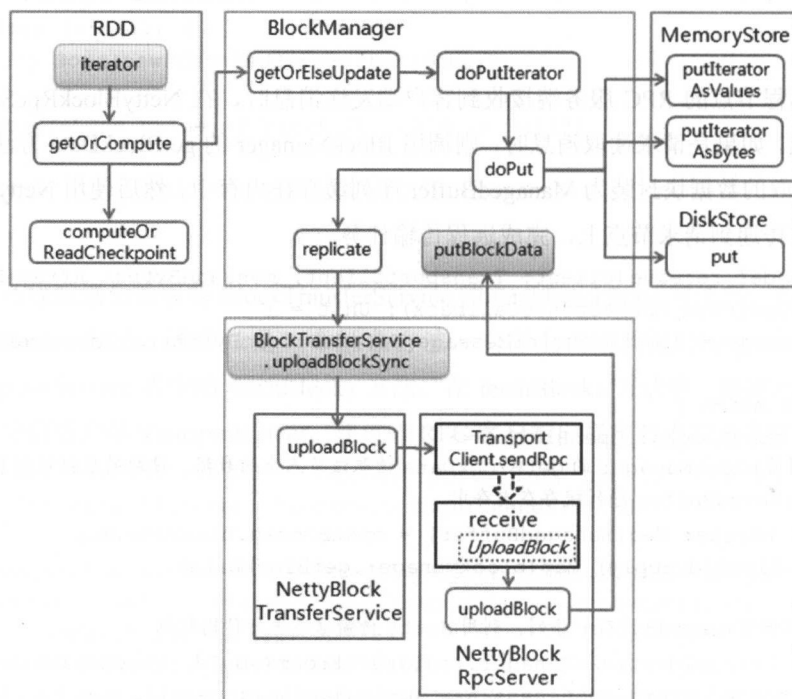 RDD
iterator
getOrCompute
computeOr
ReadCheckpoint
BlockManager
getOrElseUpdate
doPutIterator
doPut
replicate
putBlockData
MemoryStore
putIterator
AsValues
putIterator
AsBytes
DiskStore
put
BlockTransferService
.uploadBlockSync
uploadBlock
NettyBlock
TransferService
Transport
Client.sendRpc
receive
UploadBlock
uploadBlock
NettyBlock
RpcServer